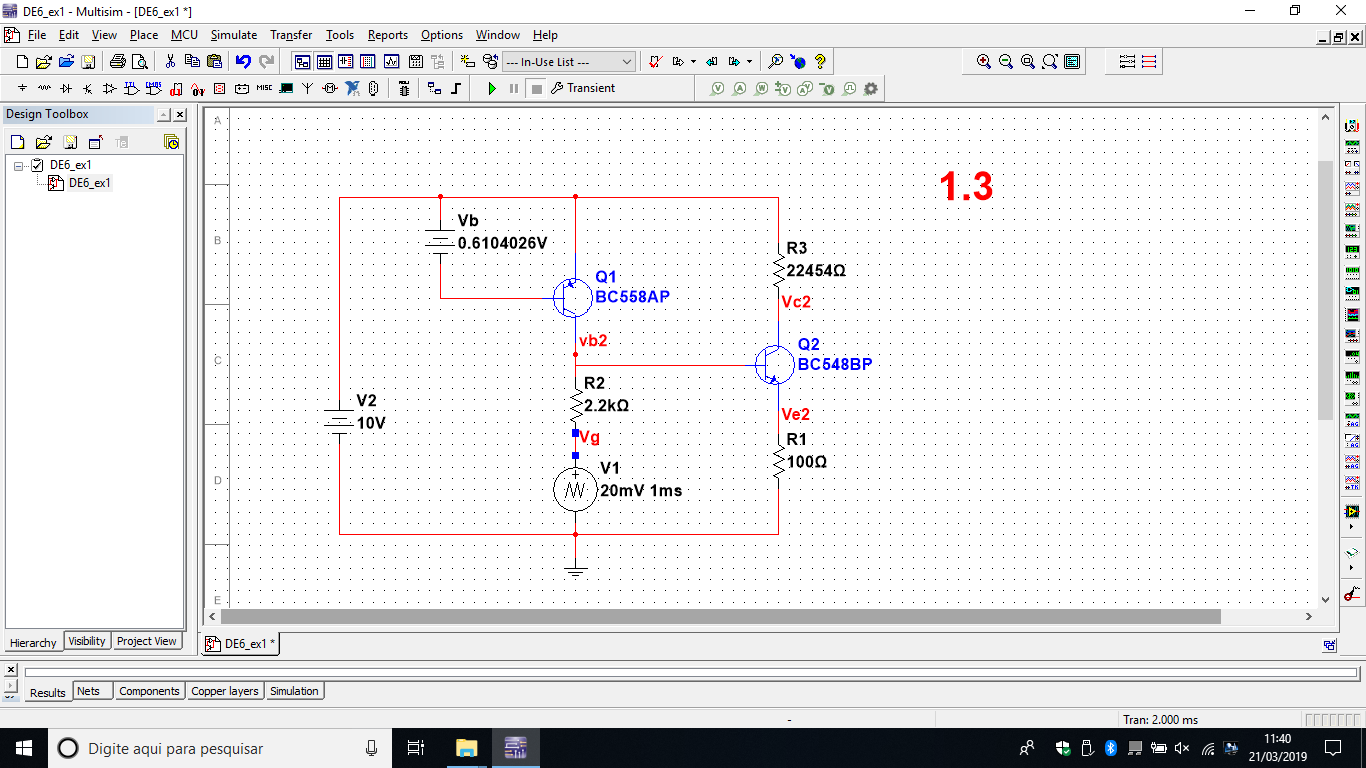 DE6_ex1 - Multisim - [DE6_ex1 *]
File Edit View Place MCU Simulate Transfer Tools Reports Options Window Help
--- In-Use List ---
MISC
Transient
Design Toolbox
DE6_ex1
DE6_ex1
A
B
C
D
E
1.3
Vb
0.6104026V
Q1
BC558AP
R3
22454Ω
Vc2
vb2
Q2
BC548BP
R2
2.2kΩ
V2
10V
Ve2
Vg
R1
100Ω
V1
20mV 1ms
Hierarchy Visibility Project View
DE6_ex1 *
Results Nets Components Copper layers Simulation
-
Tran: 2.000 ms
Digite aqui para pesquisar
11:40
21/03/2019